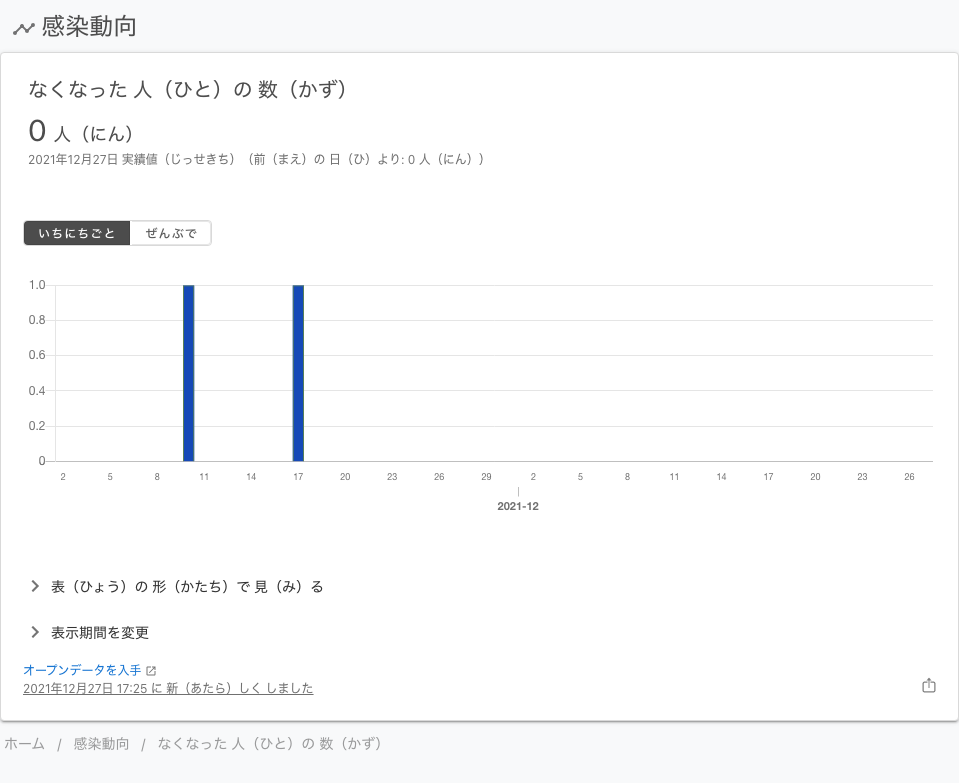 感染動向
なくなった 人（ひと）の 数（かず）
0 人（にん）
2021年12月27日 実績値（じっせきち）（前（まえ）の 日（ひ）より: 0 人（にん））
いちにちごと ぜんぶで
1.0
0.8
0.6
0.4
0.2
0
2 5 8 11 14 17 20 23 26 29 2 5 8 11 14 17 20 23 26
2021-12
表（ひょう）の 形（かたち）で 見（み）る
表示期間を変更
オープンデータを入手
2021年12月27日 17:25 に 新（あたら）しく しました
ホーム / 感染動向 / なくなった 人（ひと）の 数（かず）